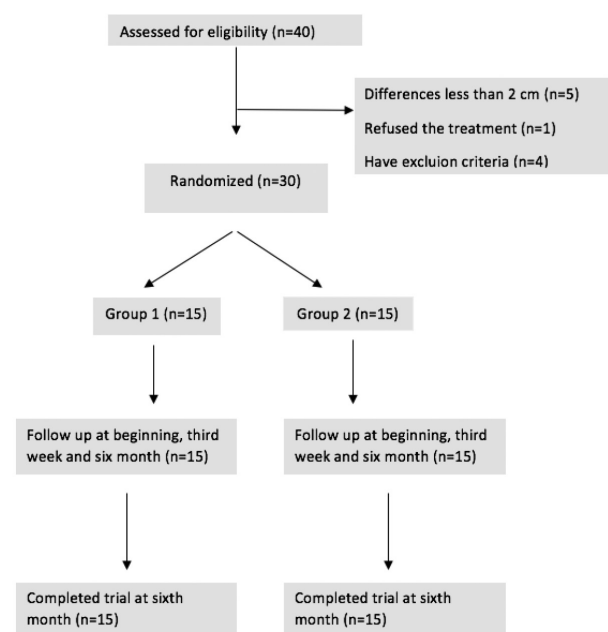 Assessed for eligibility (n=40)
Differences less than 2 cm (n=5)
Refused the treatment (n=1)
Have excluion criteria (n=4)
Randomized (n=30)
Group 1 (n=15)
Group 2 (n=15)
Follow up at beginning, third
week and six month (n=15)
Follow up at beginning, third
week and six month (n=15)
Completed trial at sixth
month (n=15)
Completed trial at sixth
month (n=15)